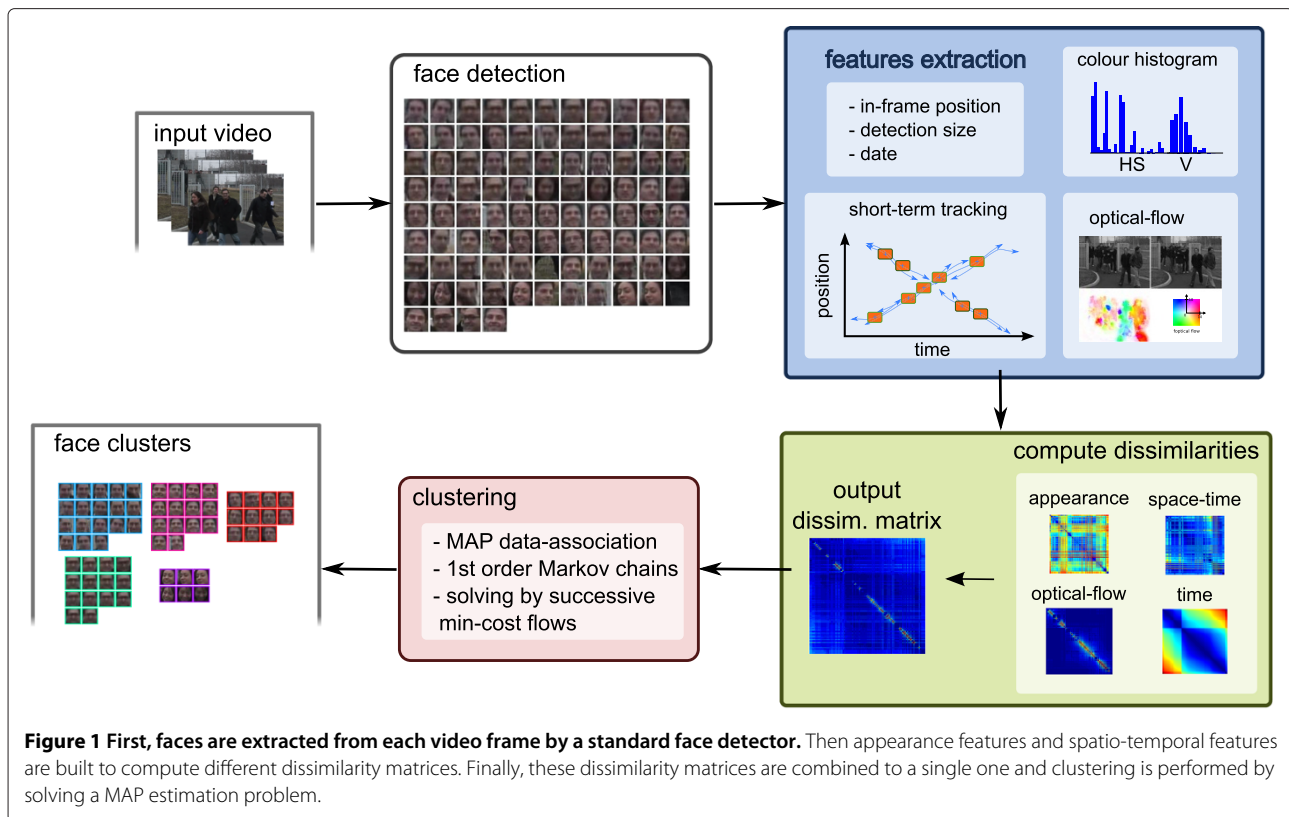 input video
face detection
features extraction
- in-frame position
- detection size
- date
colour histogram
HS V
short-term tracking
position
time
optical-flow
foptical flow
compute dissimilarities
appearance
space-time
optical-flow
time
output
dissim. matrix
clustering
- MAP data-association
- 1st order Markov chains
- solving by successive
min-cost flows
face clusters
Figure 1 First, faces are extracted from each video frame by a standard face detector. Then appearance features and spatio-temporal features
are built to compute different dissimilarity matrices. Finally, these dissimilarity matrices are combined to a single one and clustering is performed by
solving a MAP estimation problem.